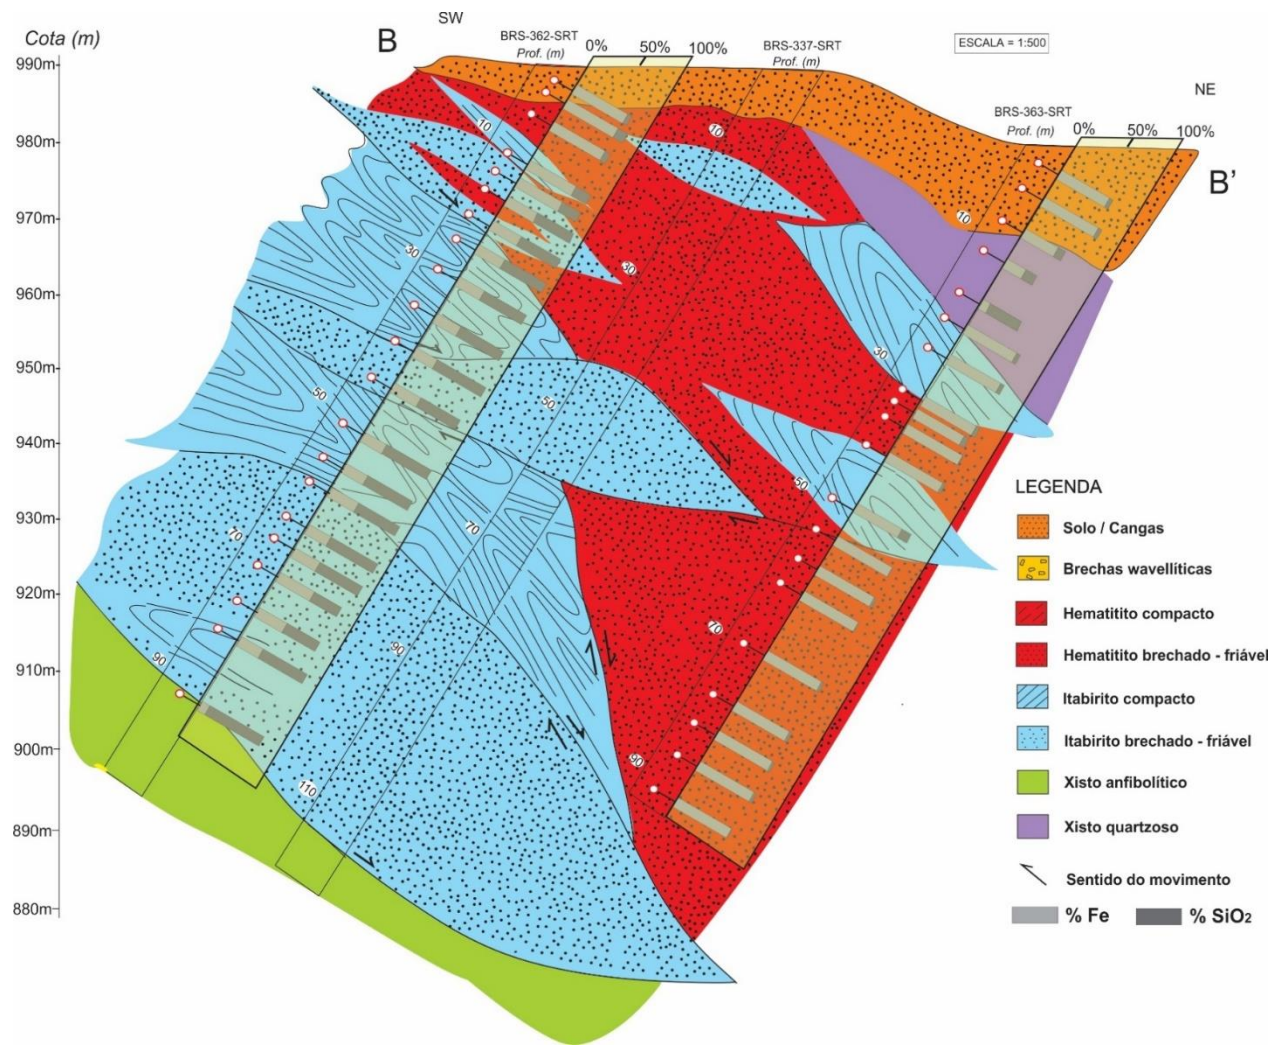 SW
Cota (m)
B
BRS-362-SRT
Prof. (m)
0%
50%
100%
BRS-337-SRT
Prof. (m)
ESCALA = 1:500
NE
BRS-363-SRT
Prof. (m)
0%
50%
100%
B'
990m
980m
970m
960m
950m
940m
930m
920m
910m
900m
890m
880m
10
30
50
70
90
10
30
50
70
90
110
10
30
50
70
90
LEGENDA
Solo / Cangas
Brechas wavellíticas
Hematitito compacto
Hematitito brechado - friável
Itabirito compacto
Itabirito brechado - friável
Xisto anfibolítico
Xisto quartzoso
Sentido do movimento
% Fe
% SiO₂